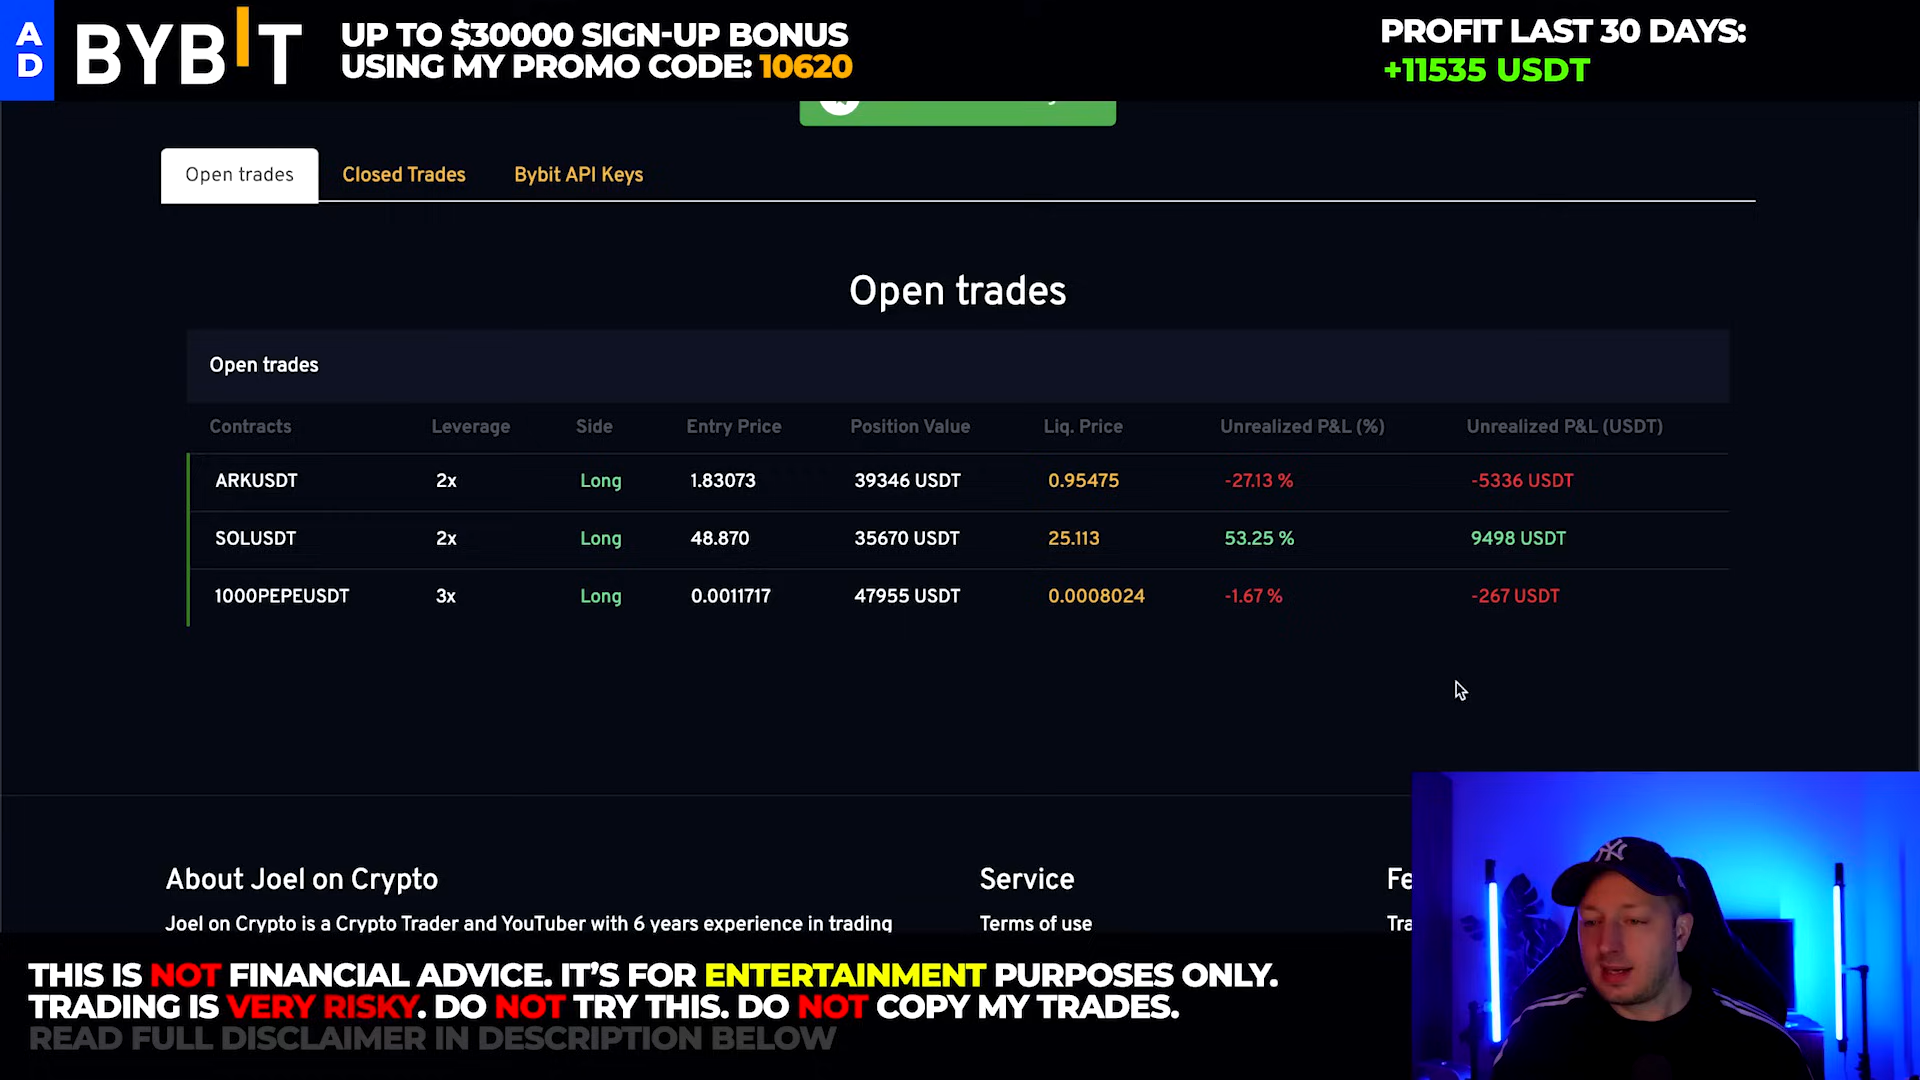 AD
BYBIT
UP TO $30000 SIGN-UP BONUS
USING MY PROMO CODE: 10620
PROFIT LAST 30 DAYS:
+11535 USDT
Open trades Closed Trades Bybit API Keys
Open trades
Open trades
Contracts Leverage Side Entry Price Position Value Liq. Price Unrealized P&L (%) Unrealized P&L (USDT)
ARKUSDT 2x Long 1.83073 39346 USDT 0.95475 -27.13 % -5336 USDT
SOLUSDT 2x Long 48.870 35670 USDT 25.113 53.25 % 9498 USDT
1000PEPEUSDT 3x Long 0.0011717 47955 USDT 0.0008024 -1.67 % -267 USDT
About Joel on Crypto Service Fe
Joel on Crypto is a Crypto Trader and YouTuber with 6 years experience in trading Terms of use Tra
NY
THIS IS NOT FINANCIAL ADVICE. IT'S FOR ENTERTAINMENT PURPOSES ONLY.
TRADING IS VERY RISKY. DO NOT TRY THIS. DO NOT COPY MY TRADES.
READ FULL DISCLAIMER IN DESCRIPTION BELOW